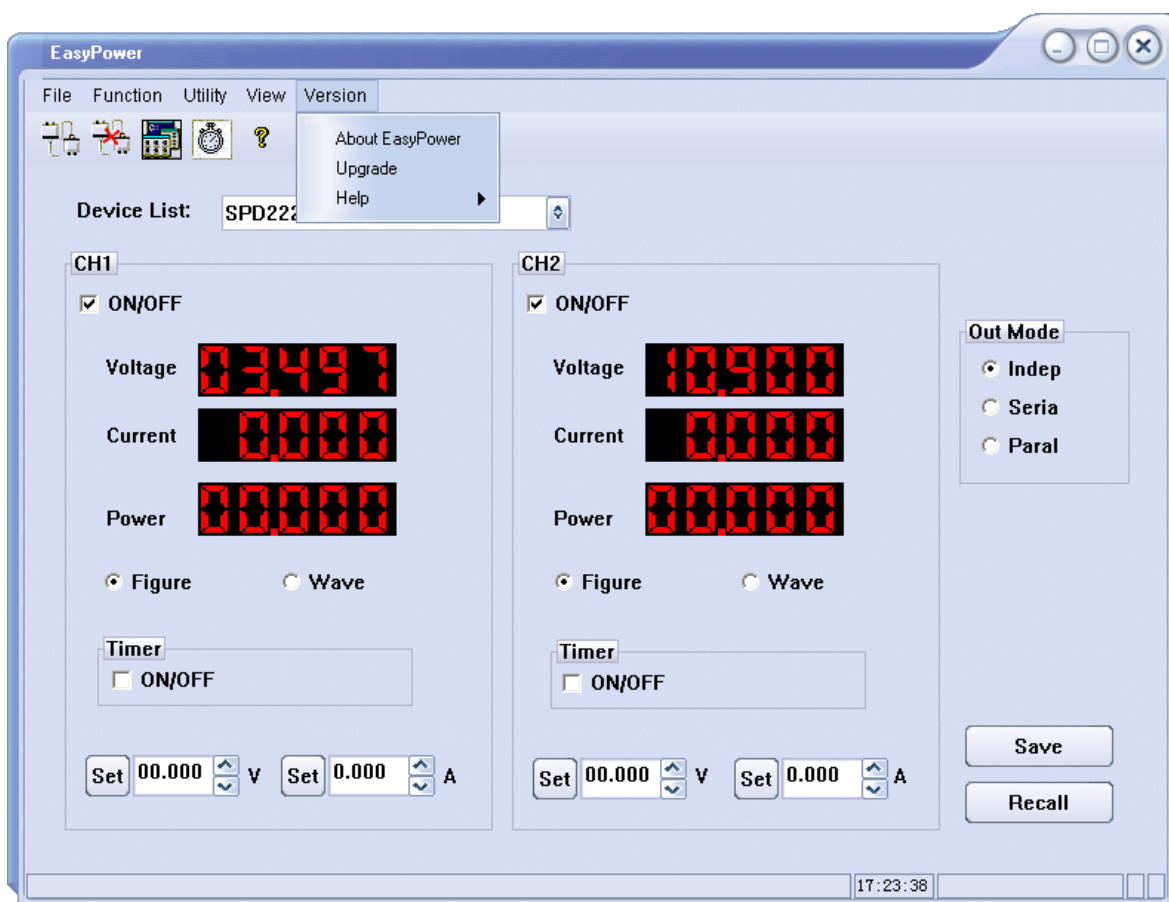 EasyPower
File Function Utility View Version
?
About EasyPower
Upgrade
Help
Device List: SPD222
CH1
ON/OFF
Voltage 03.497
Current 0.000
Power 00.000
Figure Wave
Timer
ON/OFF
Set 00.000 V Set 0.000 A
CH2
ON/OFF
Voltage 10.900
Current 0.000
Power 00.000
Figure Wave
Timer
ON/OFF
Set 00.000 V Set 0.000 A
Out Mode
Indep
Seria
Paral
Save
Recall
17:23:38